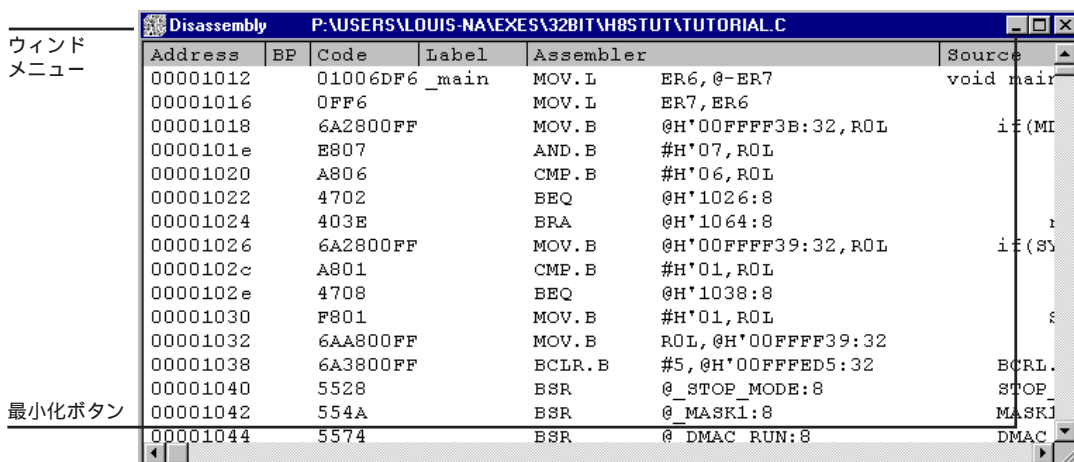 ウィンド
メニュー
最小化ボタン
Disassembly P:\USERS\LOUIS-NA\EXES\32BIT\H8STUT\TUTORIAL.C
Address BP Code Label Assembler Source
00001012 01006DF6 _main MOV.L ER6,@-ER7 void main
00001016 0FF6 MOV.L ER7,ER6
00001018 6A2800FF MOV.B @H'00FFFF3B:32,R0L if(MD
0000101e E807 AND.B #H'07,R0L
00001020 A806 CMP.B #H'06,R0L
00001022 4702 BEQ @H'1026:8
00001024 403E BRA @H'1064:8
00001026 6A2800FF MOV.B @H'00FFFF39:32,R0L if(SY
0000102c A801 CMP.B #H'01,R0L
0000102e 4708 BEQ @H'1038:8
00001030 F801 MOV.B #H'01,R0L
00001032 6AA800FF MOV.B R0L,@H'00FFFF39:32
00001038 6A3800FF BCLR.B #5,@H'00FFFED5:32 BCRL.
00001040 5528 BSR @_STOP_MODE:8 STOP_
00001042 554A BSR @_MASK1:8 MASK1
00001044 5574 BSR @_DMAC_RUN:8 DMAC_